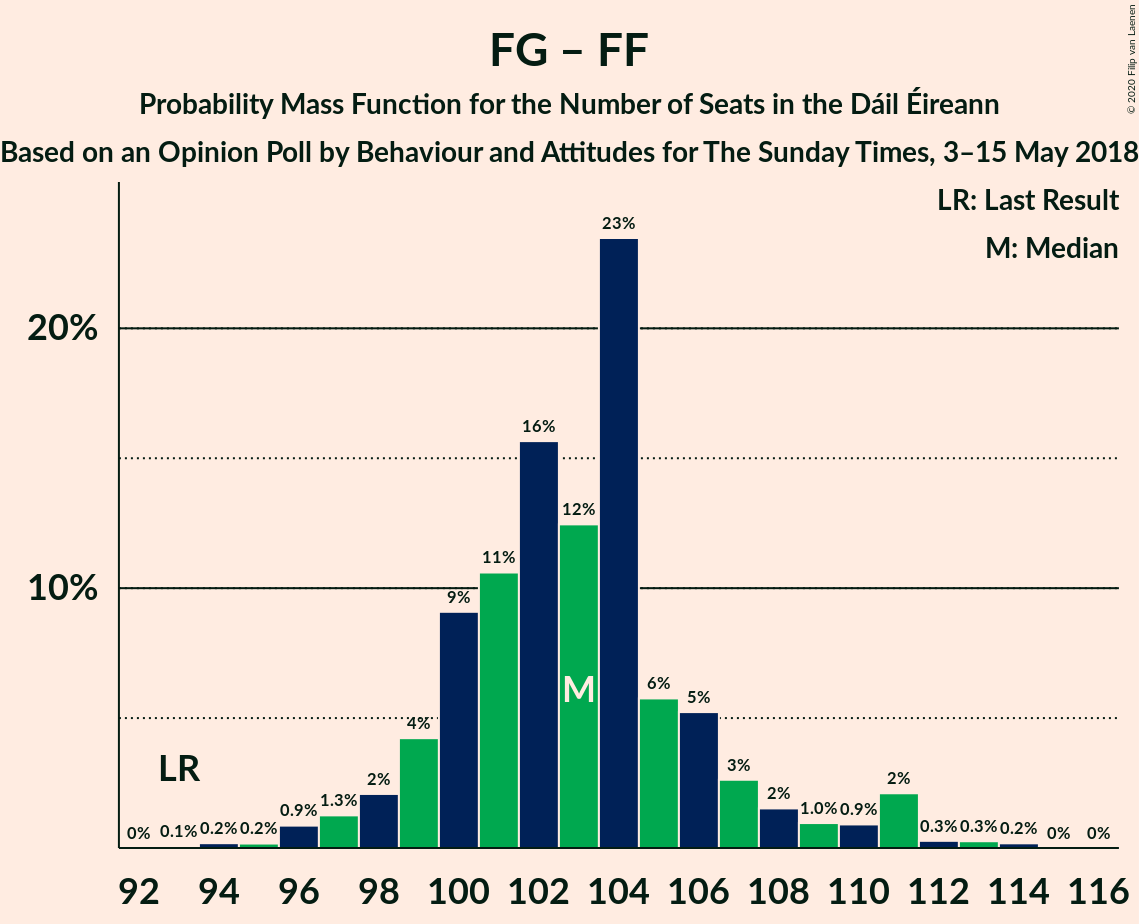 FG – FF
Probability Mass Function for the Number of Seats in the Dáil Éireann
Based on an Opinion Poll by Behaviour and Attitudes for The Sunday Times, 3–15 May 2018
© 2020 Filip van Laenen
LR: Last Result
M: Median
23%
20%
16%
12%
11%
10%
9%
M
6%
5%
4%
LR
3%
2%
2%
2%
0% 0.1% 0.2% 0.2% 0.9% 1.3% 1.0% 0.9% 0.3% 0.3% 0.2% 0% 0%
92 94 96 98 100 102 104 106 108 110 112 114 116